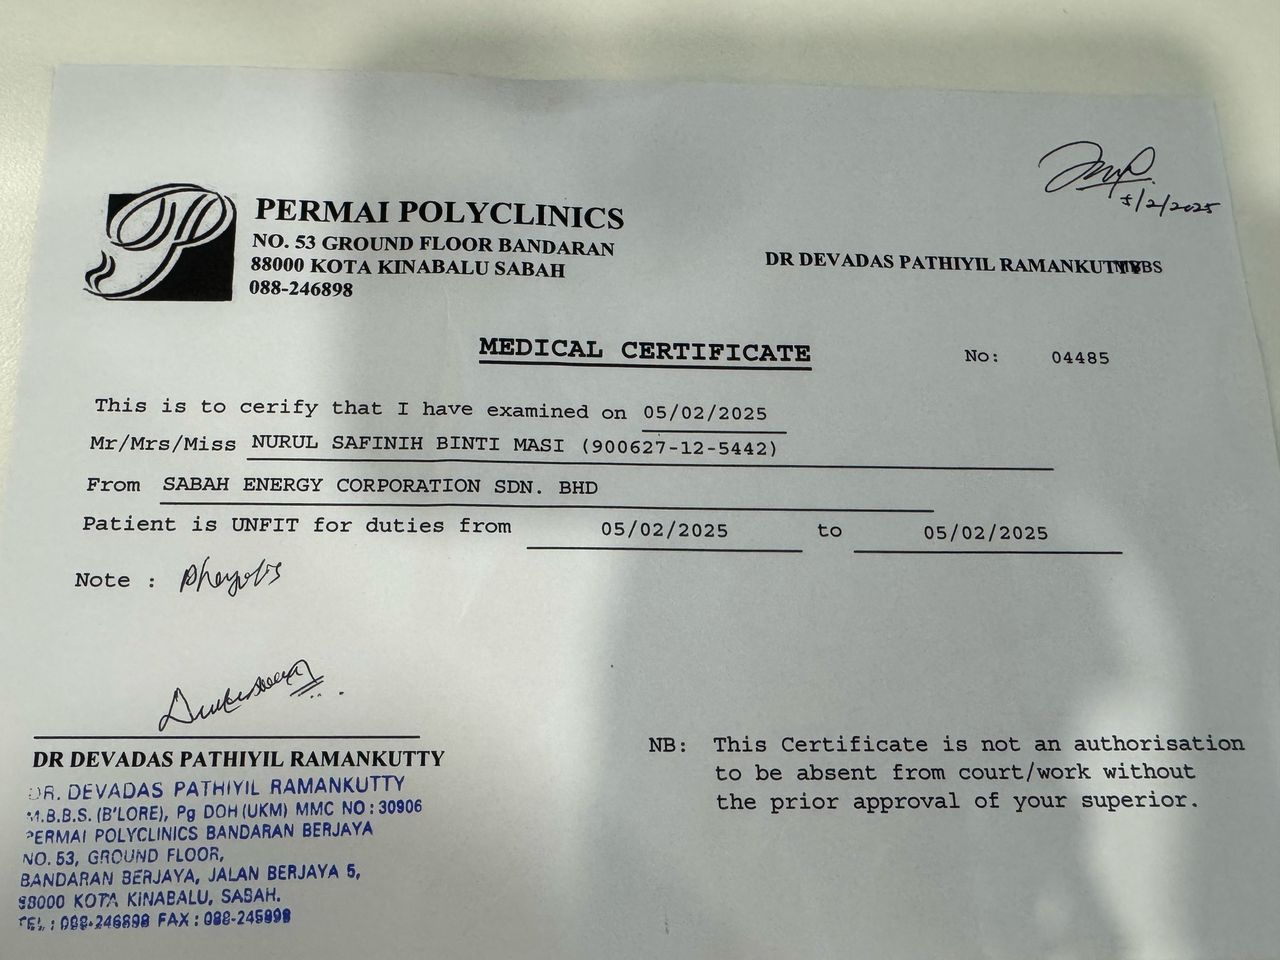 PERMAI POLYCLINICS
NO. 53 GROUND FLOOR BANDARAN
88000 KOTA KINABALU SABAH
088-246898
5/2/2025
DR DEVADAS PATHIYIL RAMANKUTTY MBBS
MEDICAL CERTIFICATE
No: 04485
This is to cerify that I have examined on 05/02/2025
Mr/Mrs/Miss NURUL SAFINIH BINTI MASI (900627-12-5442)
From SABAH ENERGY CORPORATION SDN. BHD
Patient is UNFIT for duties from 05/02/2025 to 05/02/2025
Note :
DR DEVADAS PATHIYIL RAMANKUTTY
DR. DEVADAS PATHIYIL RAMANKUTTY
M.B.B.S. (B'LORE), Pg DOH (UKM) MMC NO : 30906
PERMAI POLYCLINICS BANDARAN BERJAYA
NO. 53, GROUND FLOOR,
BANDARAN BERJAYA, JALAN BERJAYA 5,
88000 KOTA KINABALU, SABAH.
TEL : 088-246898 FAX :
NB: This Certificate is not an authorisation
to be absent from court/work without
the prior approval of your superior.